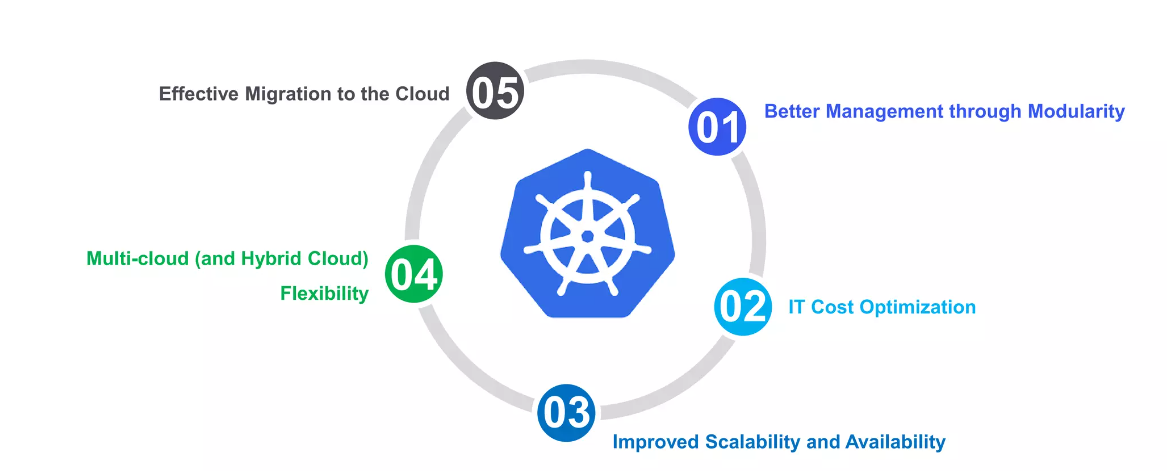 01
Better Management through Modularity
02
IT Cost Optimization
03
Improved Scalability and Availability
04
Multi-cloud (and Hybrid Cloud)
Flexibility
05
Effective Migration to the Cloud